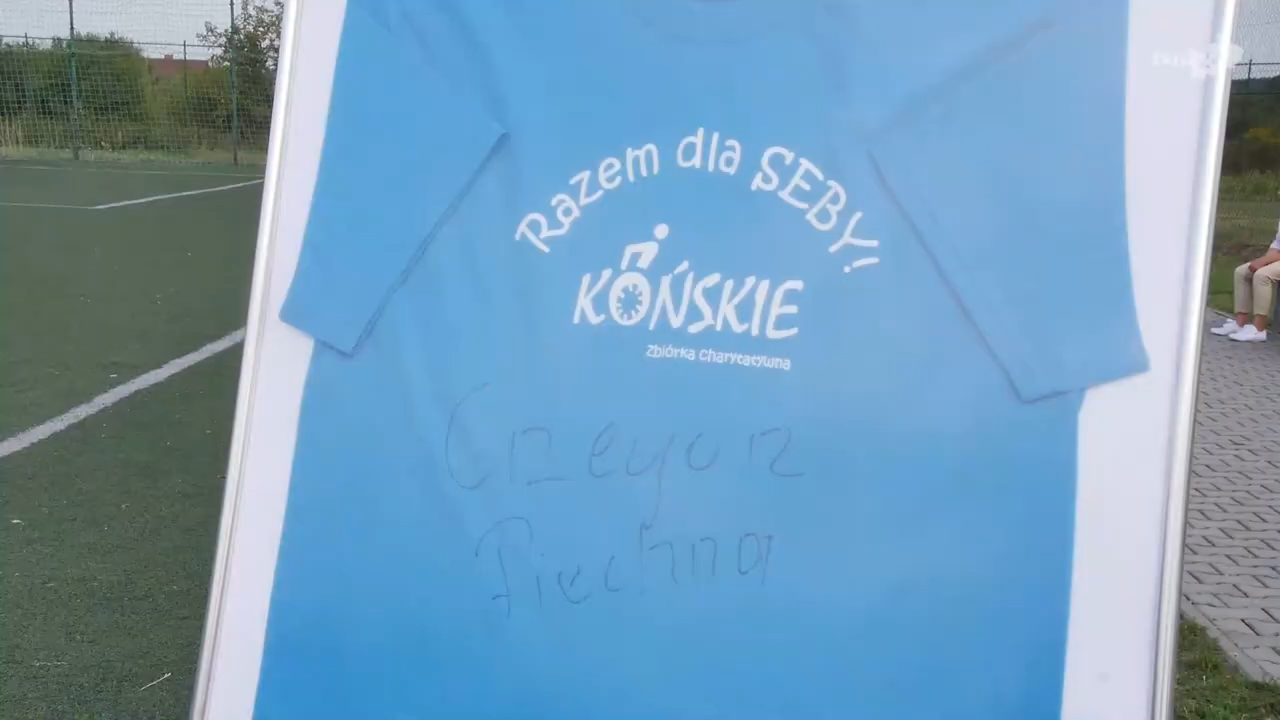 Razem dla SEBY!
KOŃSKIE
zbiórka charytatywna
Grzegorz
Piechna